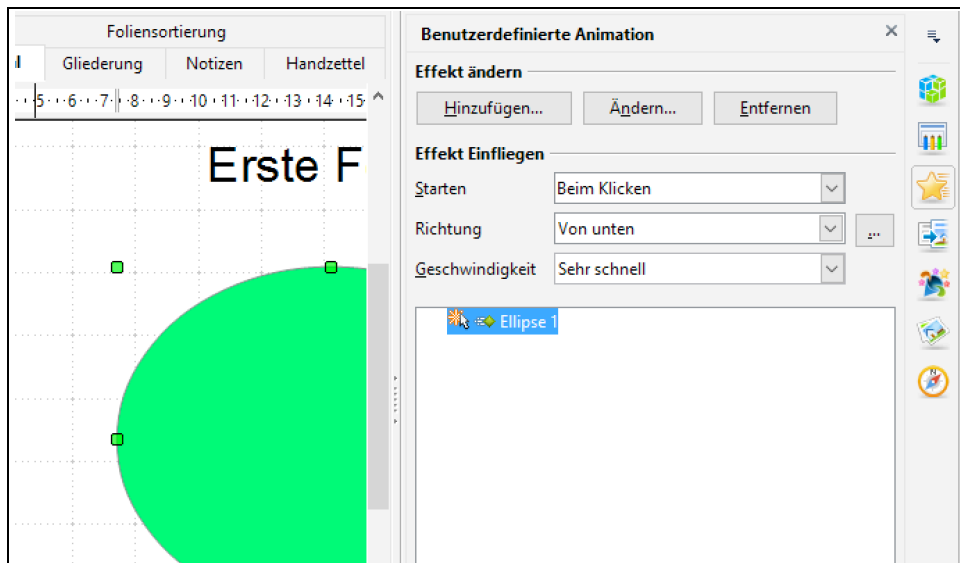 Foliensortierung
l Gliederung Notizen Handzettel
5 6 7 8 9 10 11 12 13 14 15
Erste F
Benutzerdefinierte Animation
Effekt ändern
Hinzufügen... Ändern... Entfernen
Effekt Einfliegen
Starten Beim Klicken
Richtung Von unten ...
Geschwindigkeit Sehr schnell
Ellipse 1
N